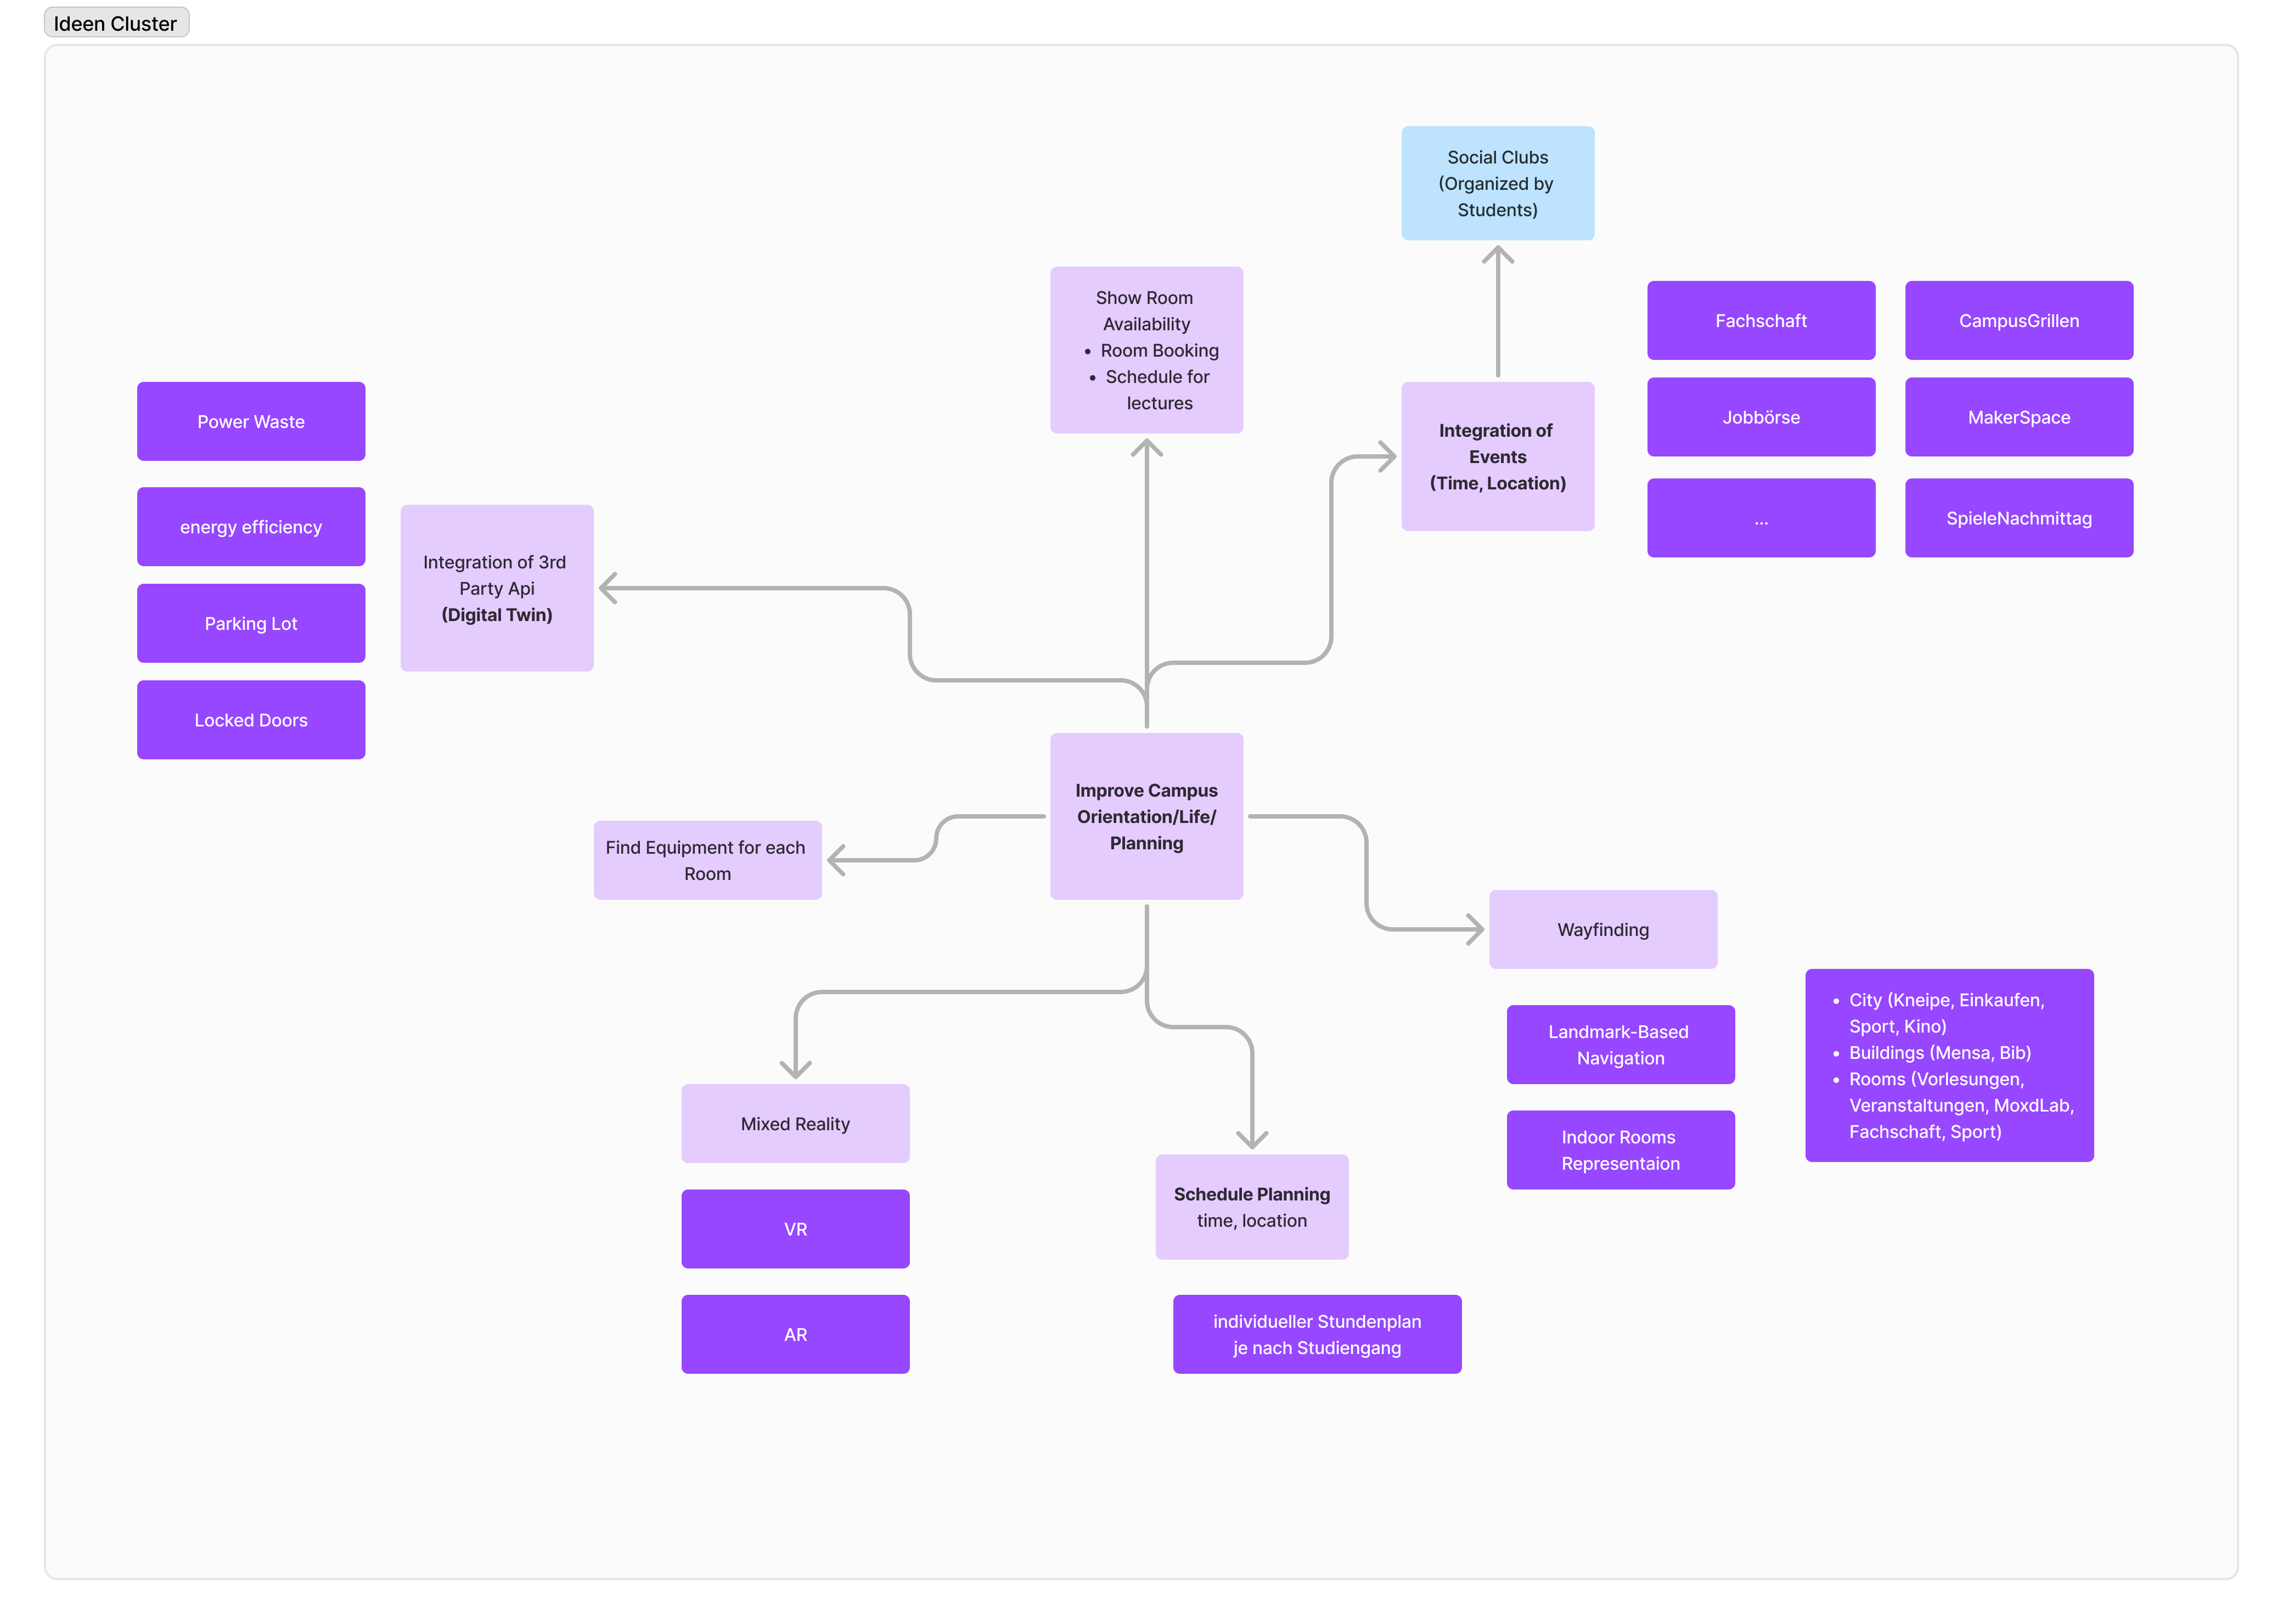 Ideen Cluster
Social Clubs
(Organized by
Students)
Show Room
Availability
• Room Booking
• Schedule for
lectures
Integration of
Events
(Time, Location)
Fachschaft
CampusGrillen
Jobbörse
MakerSpace
...
SpieleNachmittag
Power Waste
energy efficiency
Parking Lot
Locked Doors
Integration of 3rd
Party Api
(Digital Twin)
Improve Campus
Orientation/Life/
Planning
Find Equipment for each
Room
Wayfinding
Landmark-Based
Navigation
Indoor Rooms
Representaion
• City (Kneipe, Einkaufen,
Sport, Kino)
• Buildings (Mensa, Bib)
• Rooms (Vorlesungen,
Veranstaltungen, MoxdLab,
Fachschaft, Sport)
Mixed Reality
VR
AR
Schedule Planning
time, location
individueller Stundenplan
je nach Studiengang